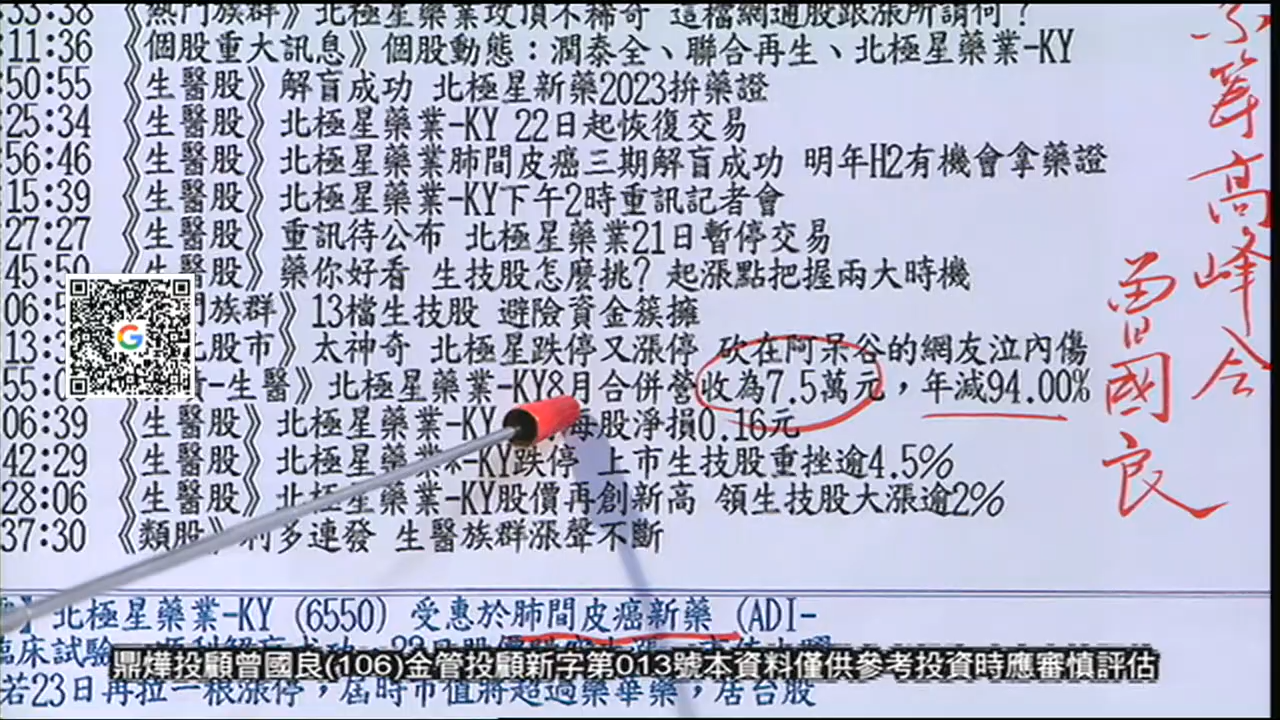 33:38 《熱門族群》北極星藥業攻頂不稀奇 這檔網通股跟漲所謂何?
11:36 《個股重大訊息》個股動態:潤泰全、聯合再生、北極星藥業-KY
50:55 《生醫股》解盲成功 北極星新藥2023拚藥證
25:34 《生醫股》北極星藥業-KY 22日起恢復交易
56:46 《生醫股》北極星藥業肺間皮癌三期解盲成功 明年H2有機會拿藥證
15:39 《生醫股》北極星藥業-KY下午2時重訊記者會
27:27 《生醫股》重訊待公布 北極星藥業21日暫停交易
45:50 《生醫股》藥你好看 生技股怎麼挑?起漲點把握兩大時機
06:5 門族群》13檔生技股 避險資金簇擁
13:3 股市》太神奇 北極星跌停又漲停 砍在阿呆谷的網友泣內傷
55:0 -生醫》北極星藥業-KY8月合併營收為7.5萬元,年減94.00%
06:39 《生醫股》北極星藥業-KY 每股淨損0.16元
42:29 《生醫股》北極星藥業*-KY跌停 上市生技股重挫逾4.5%
28:06 《生醫股》北極星藥業-KY股價再創新高 領生技股大漲逾2%
37:30 《類股》利多連發 生醫族群漲聲不斷
高峰会
曾國良
】北極星藥業-KY (6550) 受惠於肺間皮癌新藥 (ADI-
臨床試驗
鼎燁投顧曾國良(106)金管投顧新字第013號本資料僅供參考投資時應審慎評估
若23日再拉一根漲停,屆時市值將超過藥華藥,居台股